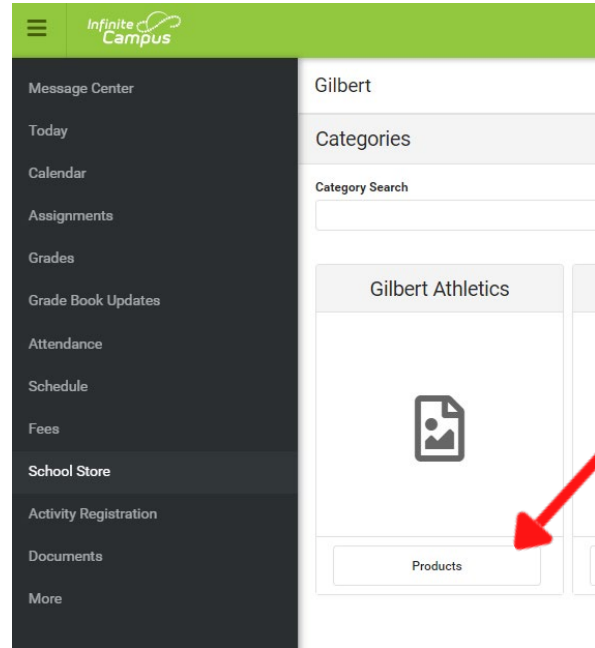 Infinite
Campus
Message Center
Today
Calendar
Assignments
Grades
Grade Book Updates
Attendance
Schedule
Fees
School Store
Activity Registration
Documents
More
Gilbert
Categories
Category Search
Gilbert Athletics
Products